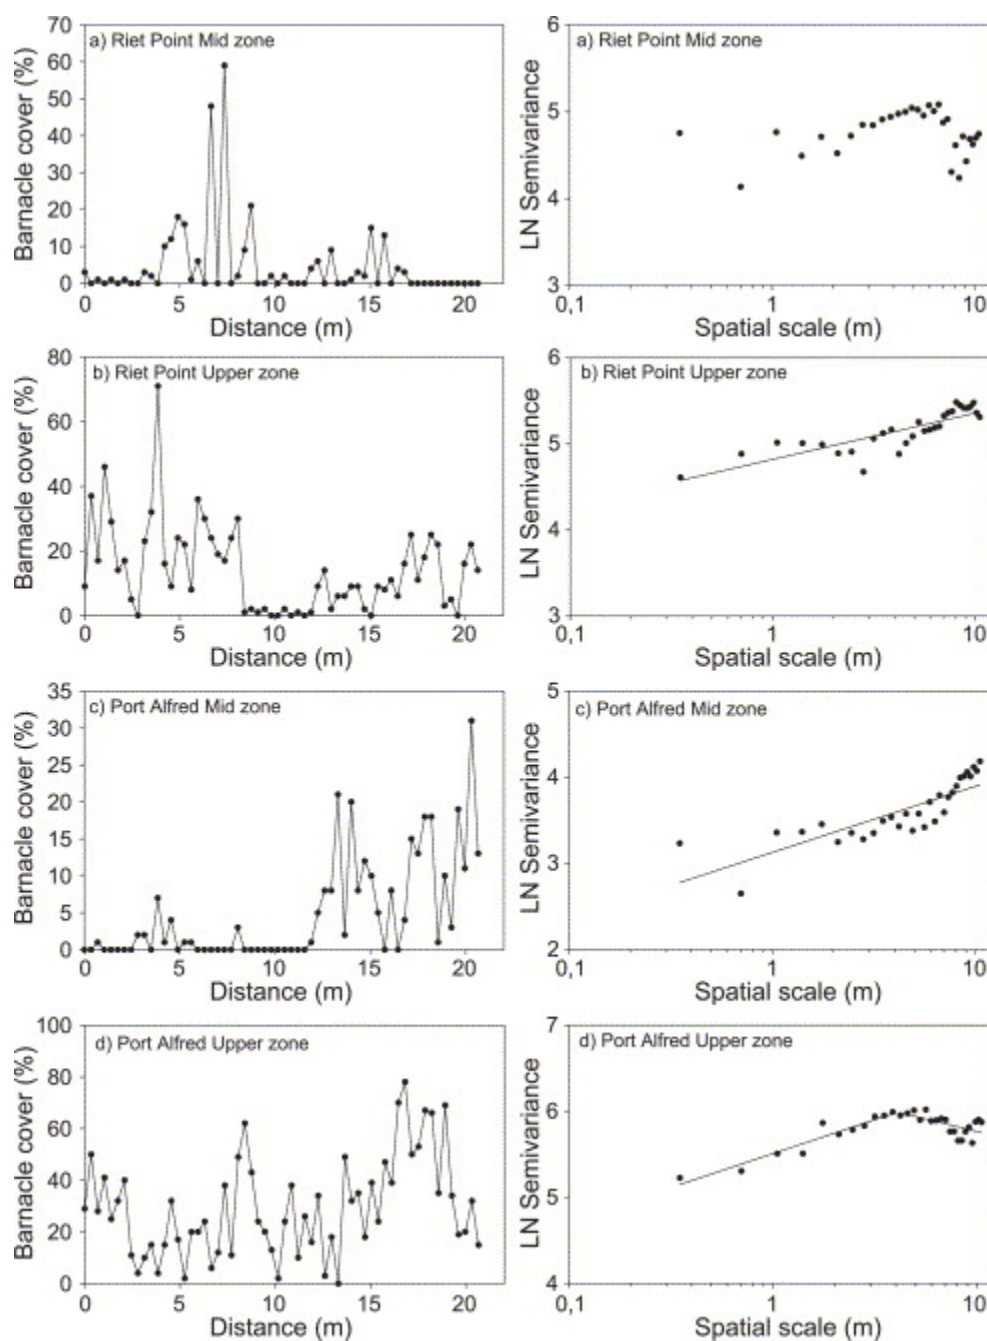 70
60
50
40
30
20
10
0
Barnacle cover (%)
a) Riet Point Mid zone
0 5 10 15 20
Distance (m)
6
5
4
3
LN Semivariance
a) Riet Point Mid zone
0,1 1 10
Spatial scale (m)
80
60
40
20
0
Barnacle cover (%)
b) Riet Point Upper zone
0 5 10 15 20
Distance (m)
6
5
4
3
LN Semivariance
b) Riet Point Upper zone
0,1 1 10
Spatial scale (m)
35
30
25
20
15
10
5
0
Barnacle cover (%)
c) Port Alfred Mid zone
0 5 10 15 20
Distance (m)
5
4
3
2
LN Semivariance
c) Port Alfred Mid zone
0,1 1 10
Spatial scale (m)
100
80
60
40
20
0
Barnacle cover (%)
d) Port Alfred Upper zone
0 5 10 15 20
Distance (m)
7
6
5
4
LN Semivariance
d) Port Alfred Upper zone
0,1 1 10
Spatial scale (m)